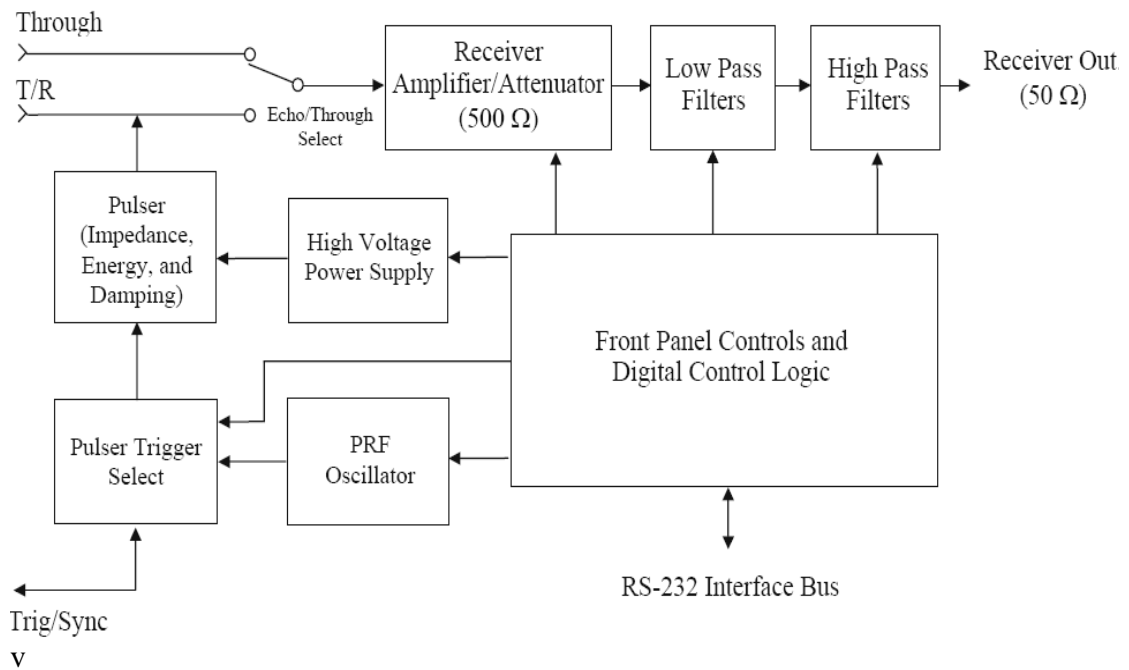 Through
T/R
Echo/Through
Select
Receiver
Amplifier/Attenuator
(500 Ω)
Low Pass
Filters
High Pass
Filters
Receiver Out
(50 Ω)
Pulser
(Impedance,
Energy, and
Damping)
High Voltage
Power Supply
Front Panel Controls and
Digital Control Logic
Pulser Trigger
Select
PRF
Oscillator
RS-232 Interface Bus
Trig/Sync
v